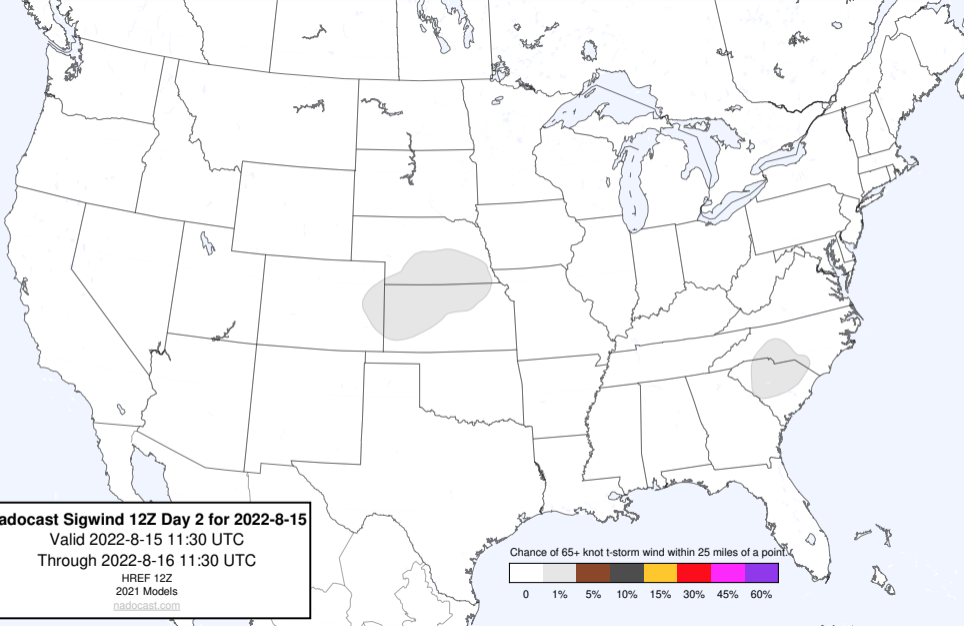 adocast Sigwind 12Z Day 2 for 2022-8-15
Valid 2022-8-15 11:30 UTC
Through 2022-8-16 11:30 UTC
HREF 12Z
2021 Models
nadocast.com
Chance of 65+ knot t-storm wind within 25 miles of a point.
0 1% 5% 10% 15% 30% 45% 60%